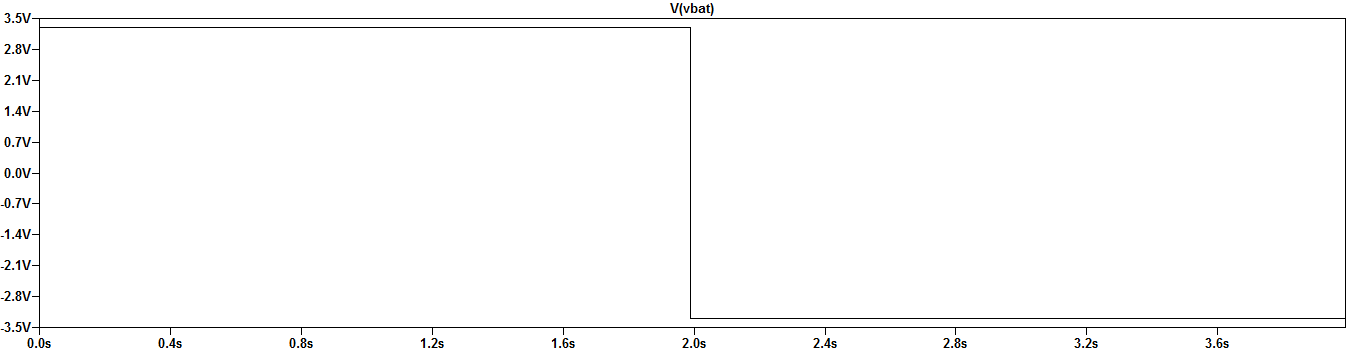 V(vbat)
3.5V
2.8V
2.1V
1.4V
0.7V
0.0V
-0.7V
-1.4V
-2.1V
-2.8V
-3.5V
0.0s 0.4s 0.8s 1.2s 1.6s 2.0s 2.4s 2.8s 3.2s 3.6s